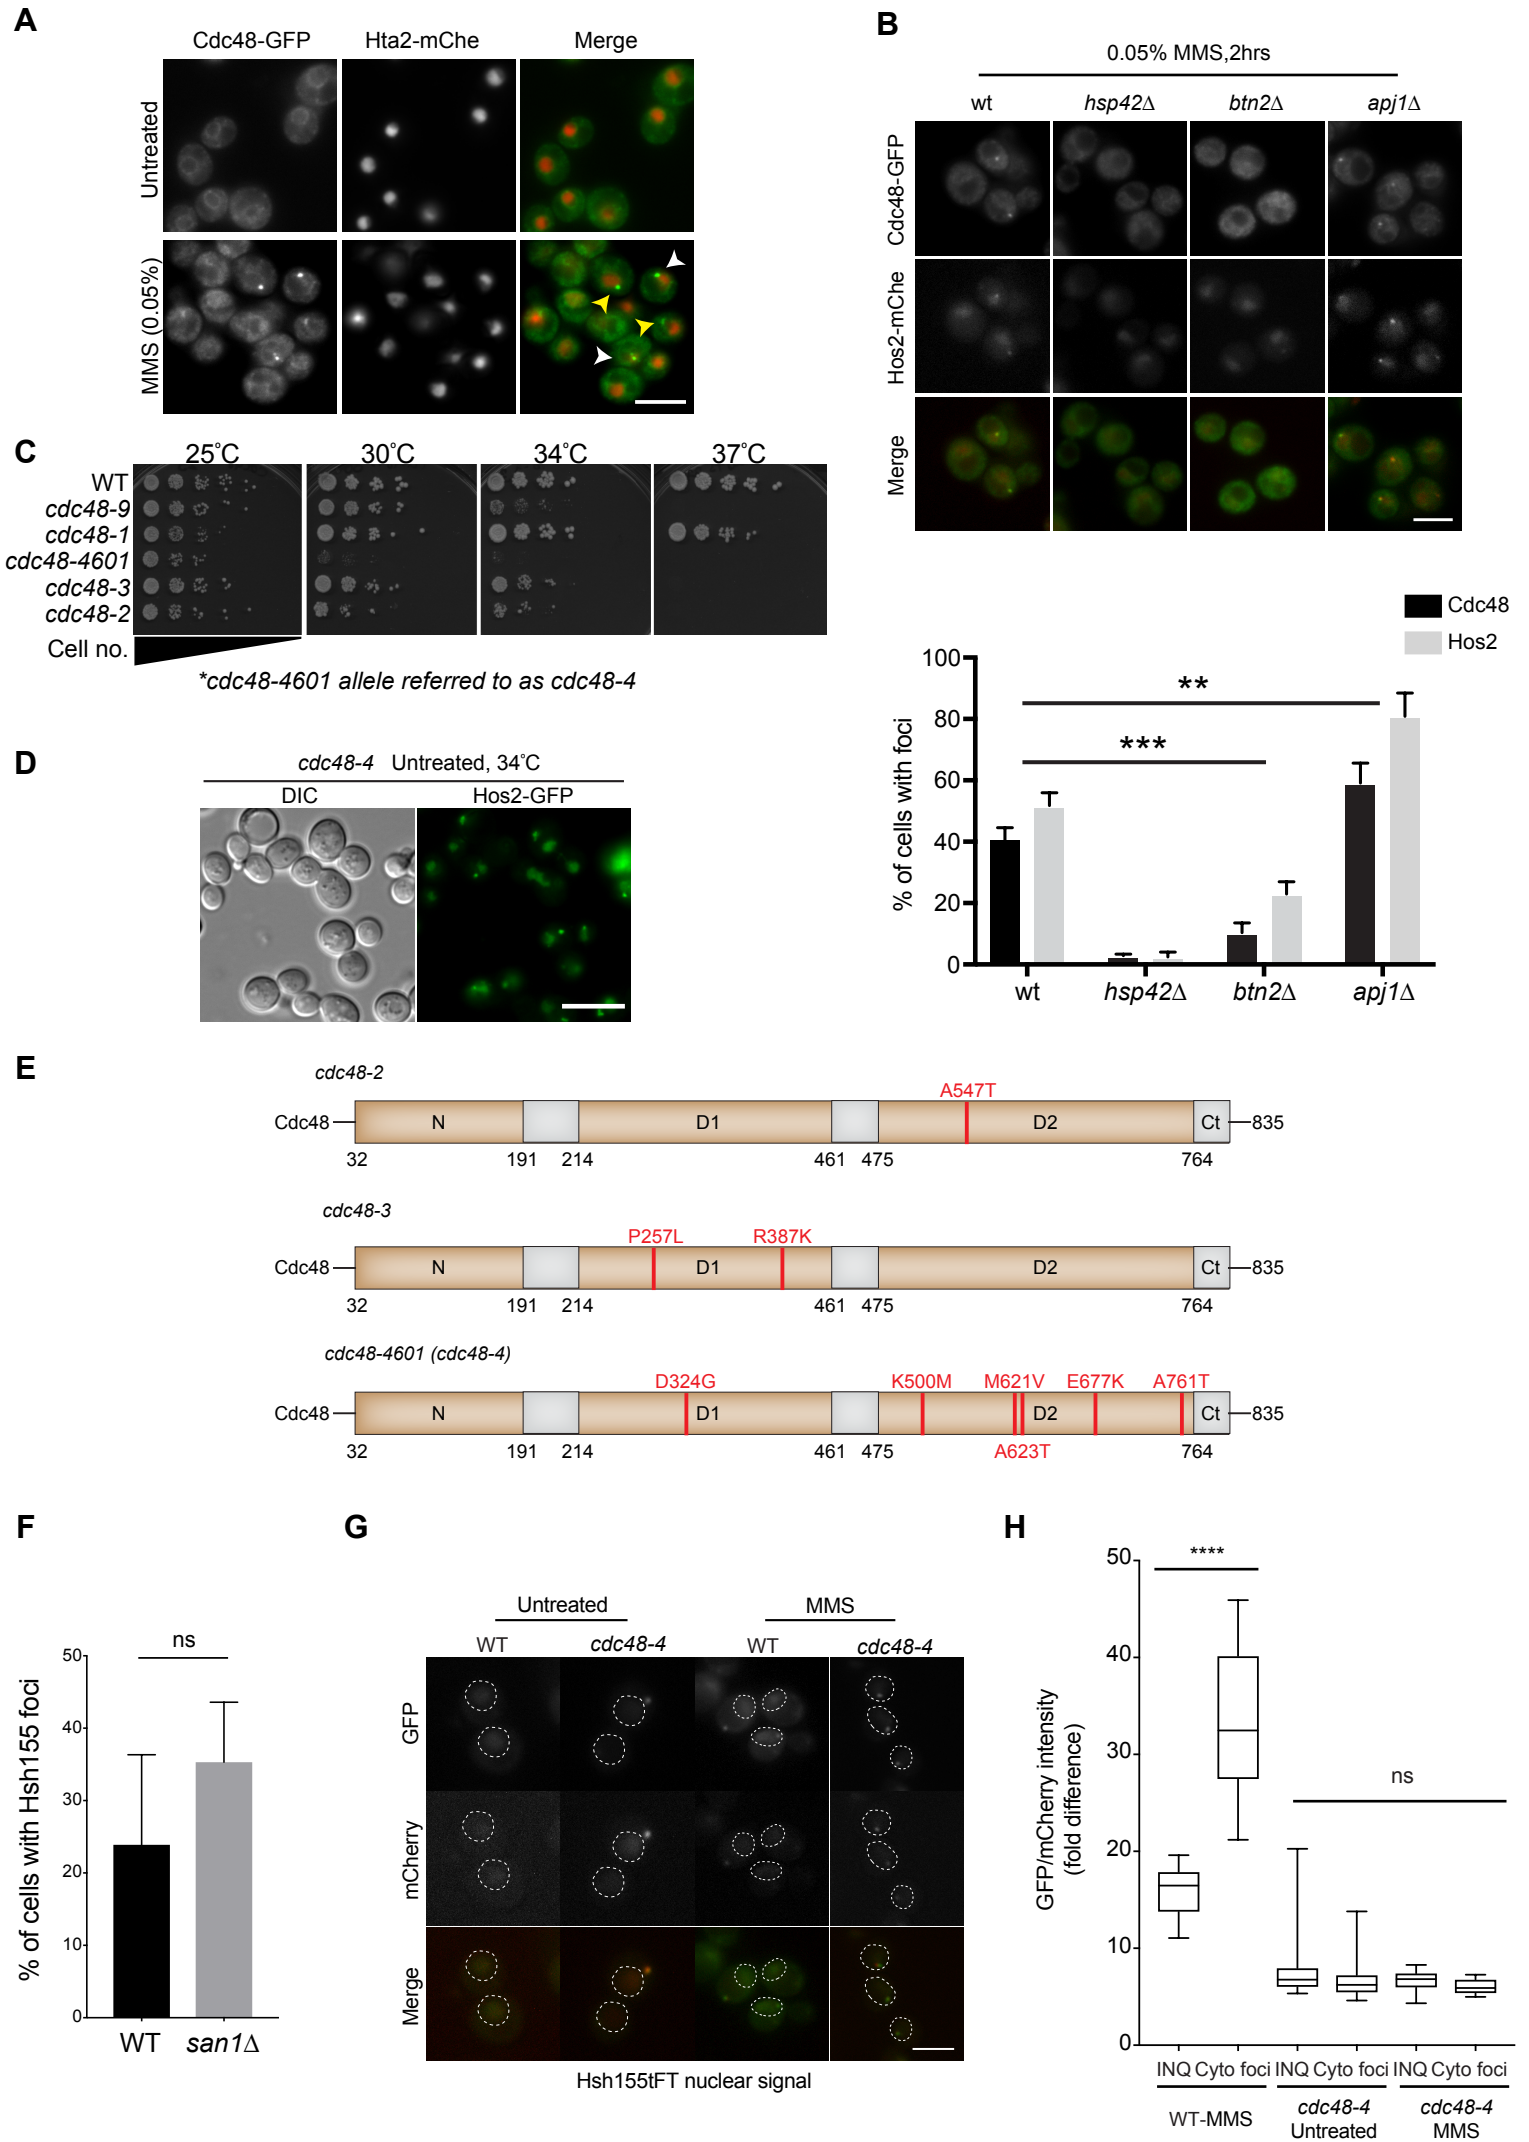 A
Cdc48-GFP Hta2-mChe Merge
Untreated
MMS (0.05%)
B
0.05% MMS,2hrs
wt hsp42Δ btn2Δ apj1Δ
Cdc48-GFP
Hos2-mChe
Merge
Cdc48
Hos2
100
80
60
40
20
0
% of cells with foci
**
***
wt hsp42Δ btn2Δ apj1Δ
C
25°C 30°C 34°C 37°C
WT
cdc48-9
cdc48-1
cdc48-4601
cdc48-3
cdc48-2
Cell no.
*cdc48-4601 allele referred to as cdc48-4
D
cdc48-4 Untreated, 34°C
DIC Hos2-GFP
E
cdc48-2
A547T
Cdc48 N D1 D2 Ct 835
32 191 214 461 475 764
cdc48-3
P257L R387K
Cdc48 N D1 D2 Ct 835
32 191 214 461 475 764
cdc48-4601 (cdc48-4)
D324G K500M M621V E677K A761T
Cdc48 N D1 D2 Ct 835
32 191 214 461 475 A623T 764
F
ns
50
40
30
20
10
0
% of cells with Hsh155 foci
WT san1Δ
G
Untreated MMS
WT cdc48-4 WT cdc48-4
GFP
mCherry
Merge
Hsh155tFT nuclear signal
H
50
40
30
20
10
0
GFP/mCherry intensity
(fold difference)
****
ns
INQ Cyto foci INQ Cyto foci INQ Cyto foci
WT-MMS
cdc48-4
Untreated
cdc48-4
MMS